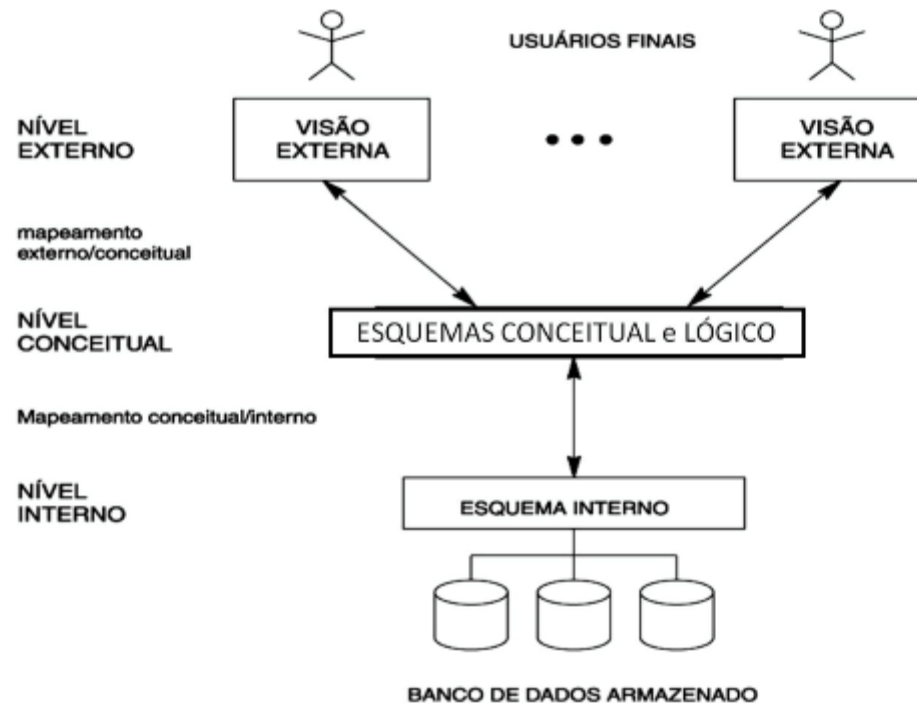 USUÁRIOS FINAIS
NÍVEL
EXTERNO
VISÃO
EXTERNA
VISÃO
EXTERNA
mapeamento
externo/conceitual
NÍVEL
CONCEITUAL
ESQUEMAS CONCEITUAL e LÓGICO
Mapeamento conceitual/interno
NÍVEL
INTERNO
ESQUEMA INTERNO
BANCO DE DADOS ARMAZENADO